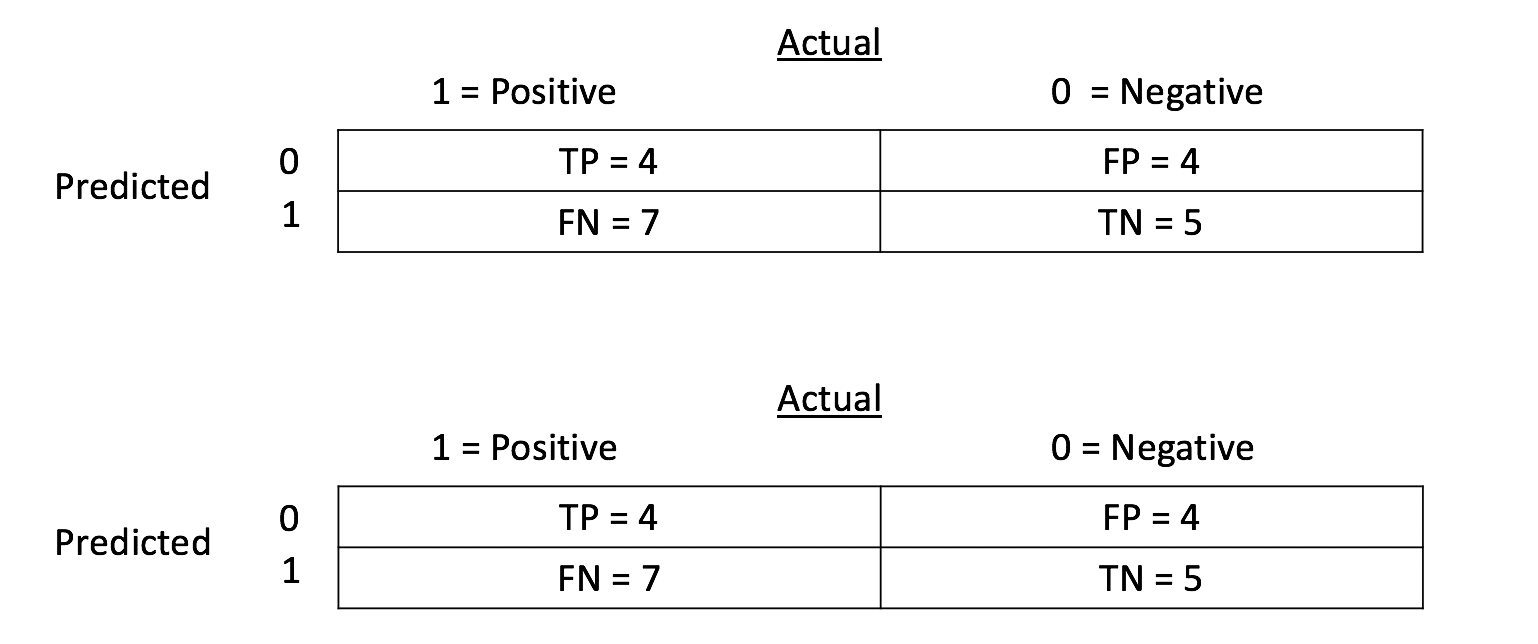 Actual
1 = Positive 0 = Negative
0 TP = 4 FP = 4
Predicted
1 FN = 7 TN = 5
Actual
1 = Positive 0 = Negative
0 TP = 4 FP = 4
Predicted
1 FN = 7 TN = 5